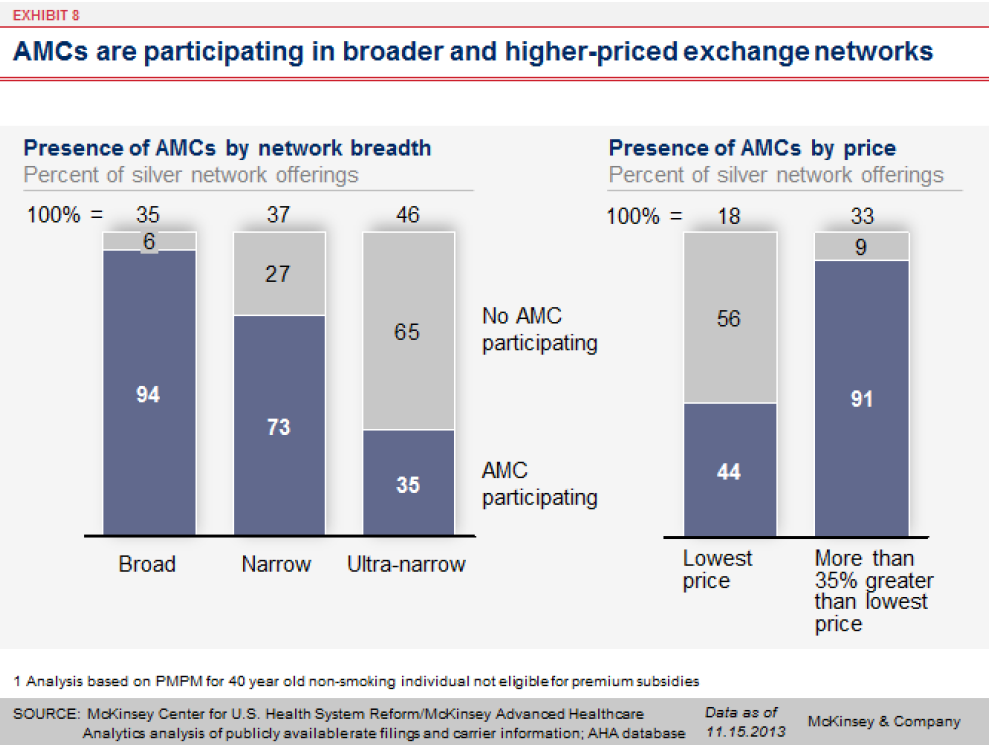 EXHIBIT 8
AMCs are participating in broader and higher-priced exchange networks
Presence of AMCs by network breadth
Percent of silver network offerings
100% = 35 37 46
6
27
65
94
73
35
No AMC
participating
AMC
participating
Broad Narrow Ultra-narrow
Presence of AMCs by price
Percent of silver network offerings
100% = 18 33
9
56
91
44
Lowest
price
More than
35% greater
than lowest
price
1 Analysis based on PMPM for 40 year old non-smoking individual not eligible for premium subsidies
SOURCE: McKinsey Center for U.S. Health System Reform/McKinsey Advanced Healthcare
Analytics analysis of publicly available rate filings and carrier information; AHA database
Data as of
11.15.2013
McKinsey & Company